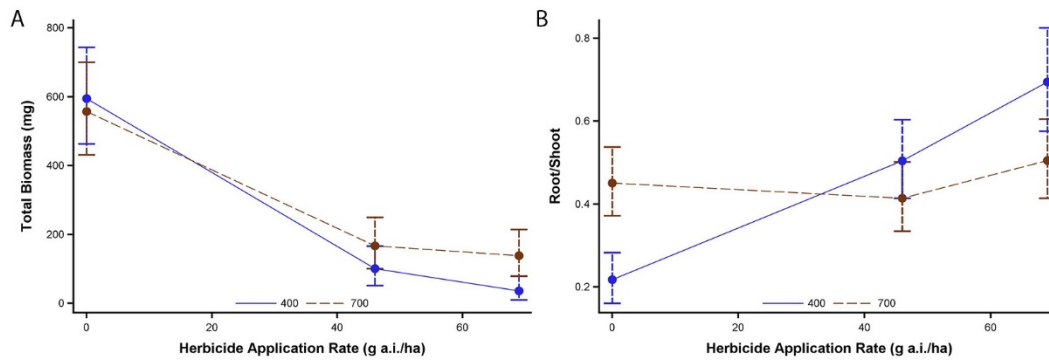 A
Total Biomass (mg)
800
600
400
200
0
400 700
0 20 40 60
Herbicide Application Rate (g a.i./ha)
B
Root/Shoot
0.8
0.6
0.4
0.2
400 700
0 20 40 60
Herbicide Application Rate (g a.i./ha)